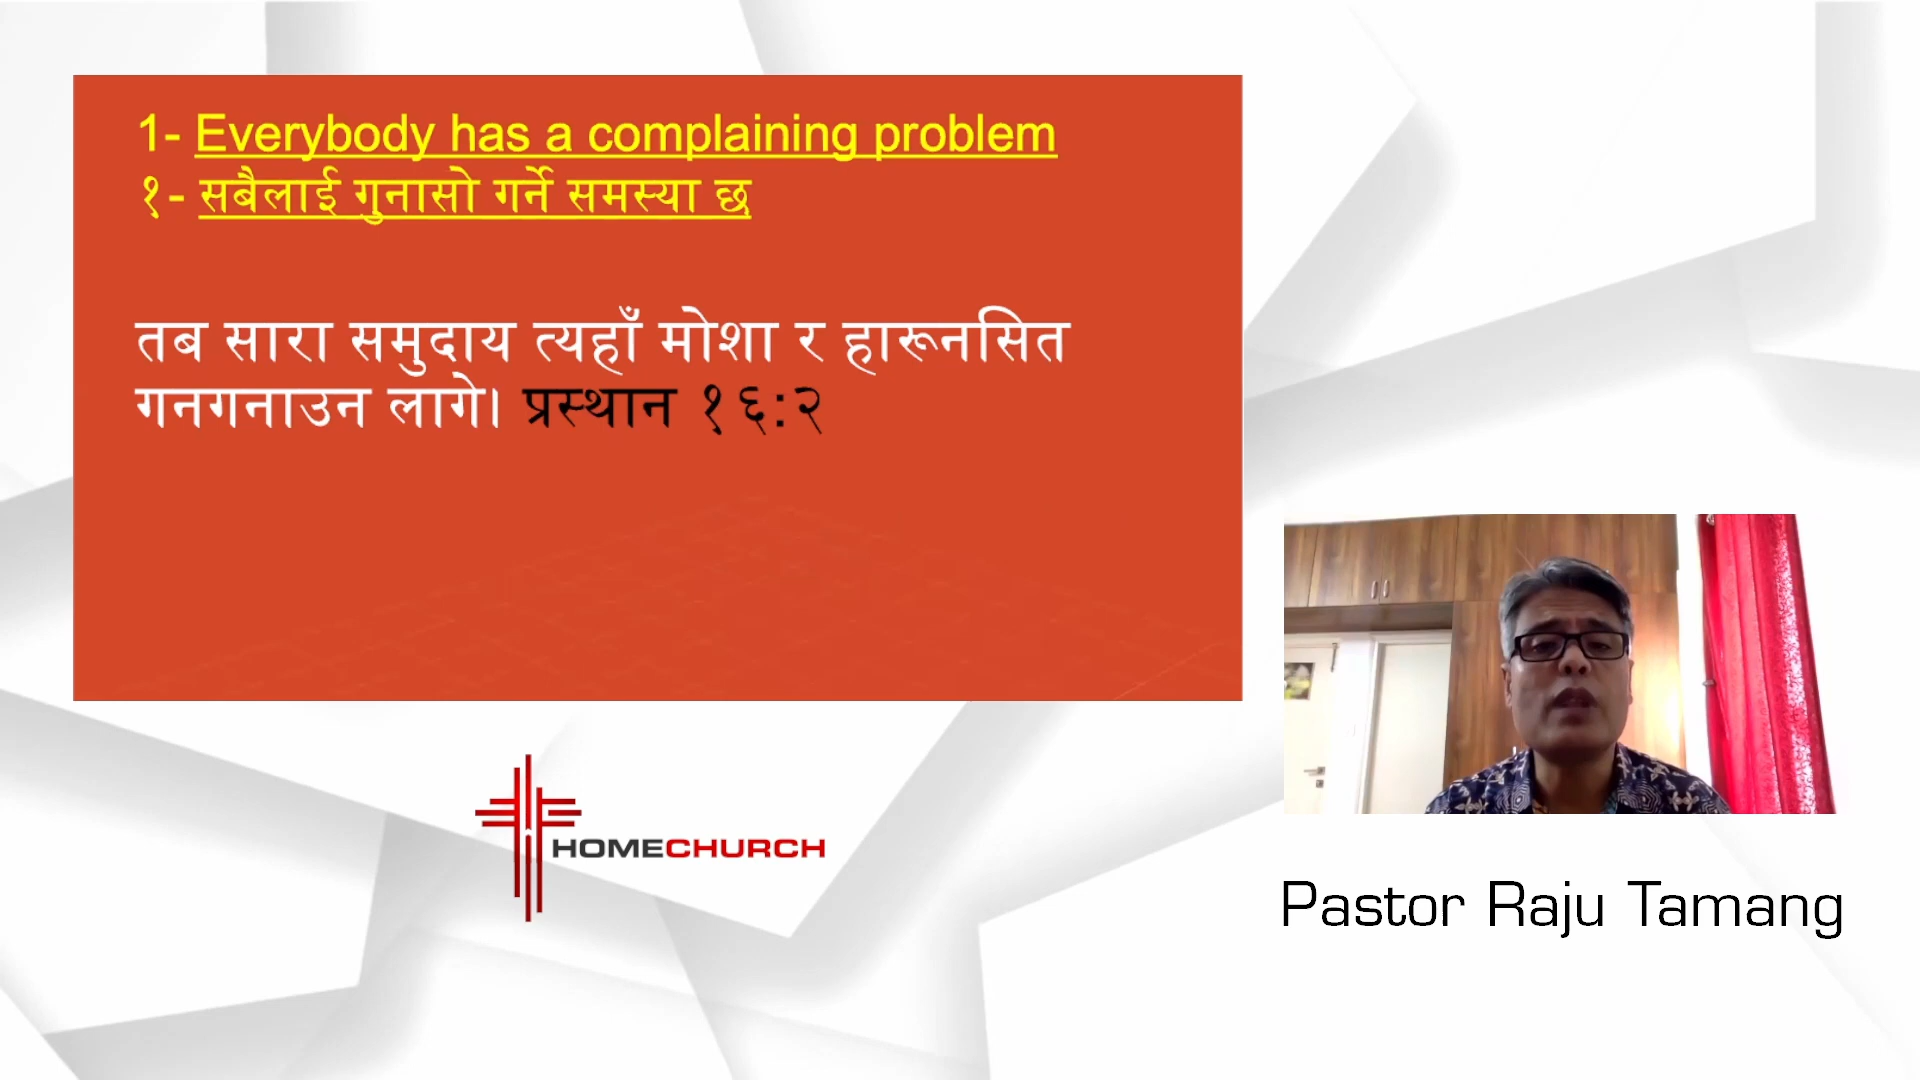 1- Everybody has a complaining problem
१- सबैलाई गुनासो गर्ने समस्या छ
तब सारा समुदाय त्यहाँ मोशा र हारूनसित
गनगनाउन लागे। प्रस्थान १६:२
HOMECHURCH
Pastor Raju Tamang